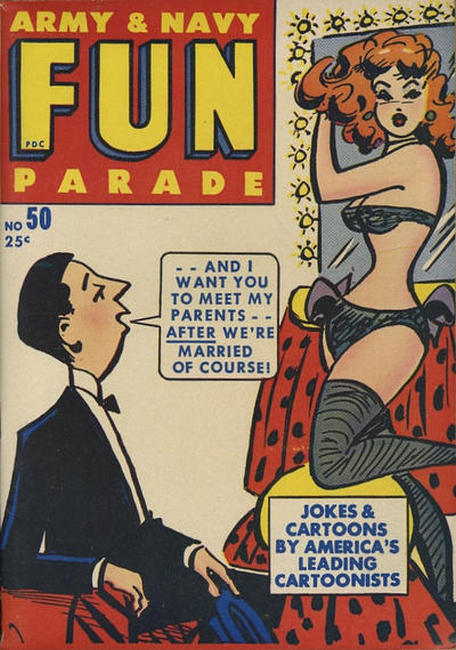 ARMY & NAVY
FUN
PDC
PARADE
NO 50
25¢
-- AND I
WANT YOU
TO MEET MY
PARENTS --
AFTER WE'RE
MARRIED
OF COURSE!
JOKES &
CARTOONS
BY AMERICA'S
LEADING
CARTOONISTS